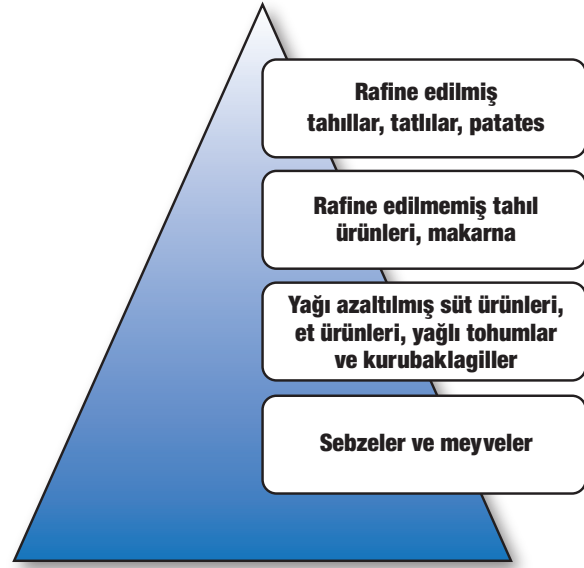 Rafine edilmiş
tahıllar, tatlılar, patates
Rafine edilmemiş tahıl
ürünleri, makarna
Yağı azaltılmış süt ürünleri,
et ürünleri, yağlı tohumlar
ve kurubaklagiller
Sebzeler ve meyveler